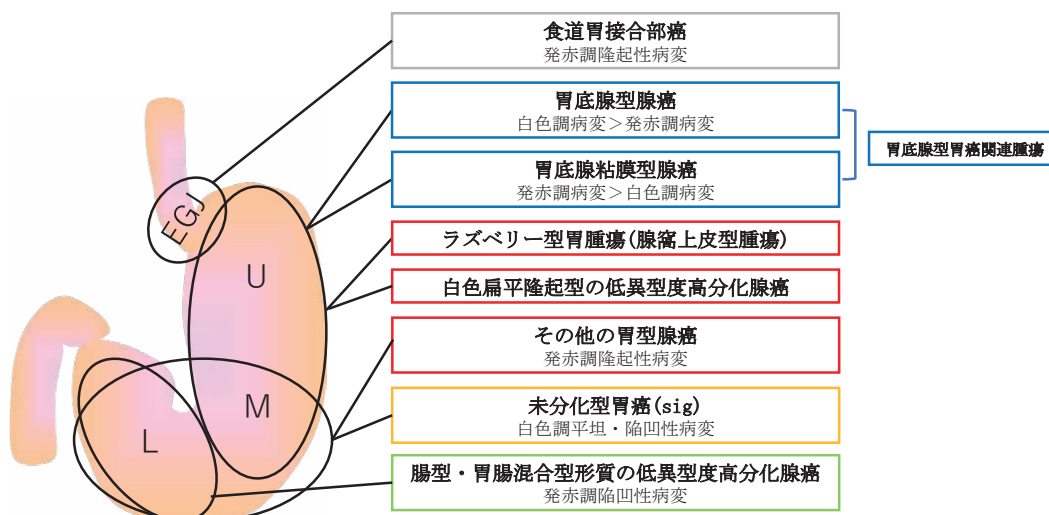 食道胃接合部癌
発赤調隆起性病変
胃底腺型腺癌
白色調病変＞発赤調病変
胃底腺型胃癌関連腫瘍
胃底腺粘膜型腺癌
発赤病変＞白色調病変
EGJ
ラズベリー型胃腫瘍(腺窩上皮型腫瘍)
U
白色扁平隆起型の低異型度高分化腺癌
その他の胃型腺癌
発赤調隆起性病変
M
未分化型胃癌(sig)
白色調平坦・陥凹性病変
L
腸型・胃腸混合型形質の低異型度高分化腺癌
発赤調陥凹性病変